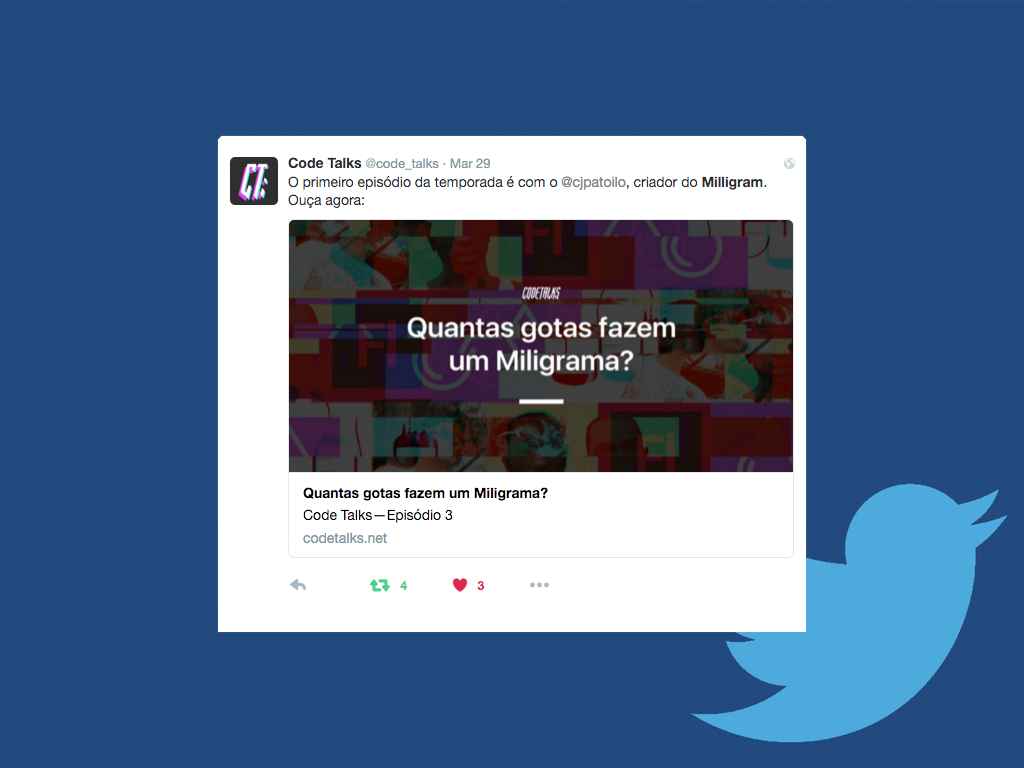 CT.
Code Talks @code_talks · Mar 29
O primeiro episódio da temporada é com o @cjpatoilo, criador do Milligram.
Ouça agora:
CODETALKS
Quantas gotas fazem
um Miligrama?
Quantas gotas fazem um Miligrama?
Code Talks—Episódio 3
codetalks.net
4
3